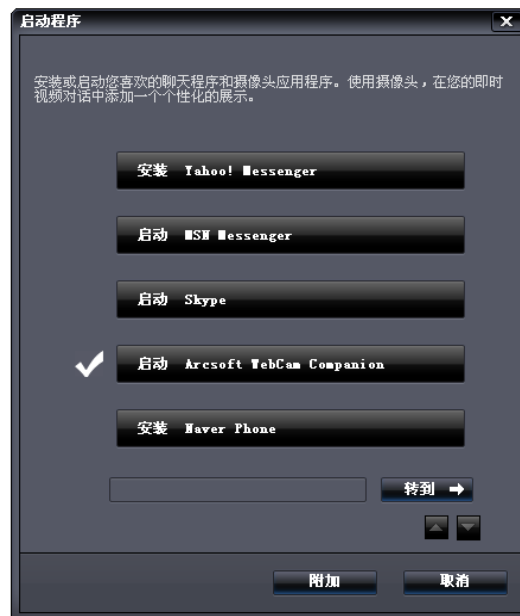 启动程序
安装或启动您喜欢的聊天程序和摄像头应用程序。使用摄像头，在您的即时
视频对话中添加一个个性化的展示。
安装 Yahoo! Messenger
启动 MSN Messenger
启动 Skype
启动 Arcsoft WebCam Companion
安装 Naver Phone
转到
附加 取消